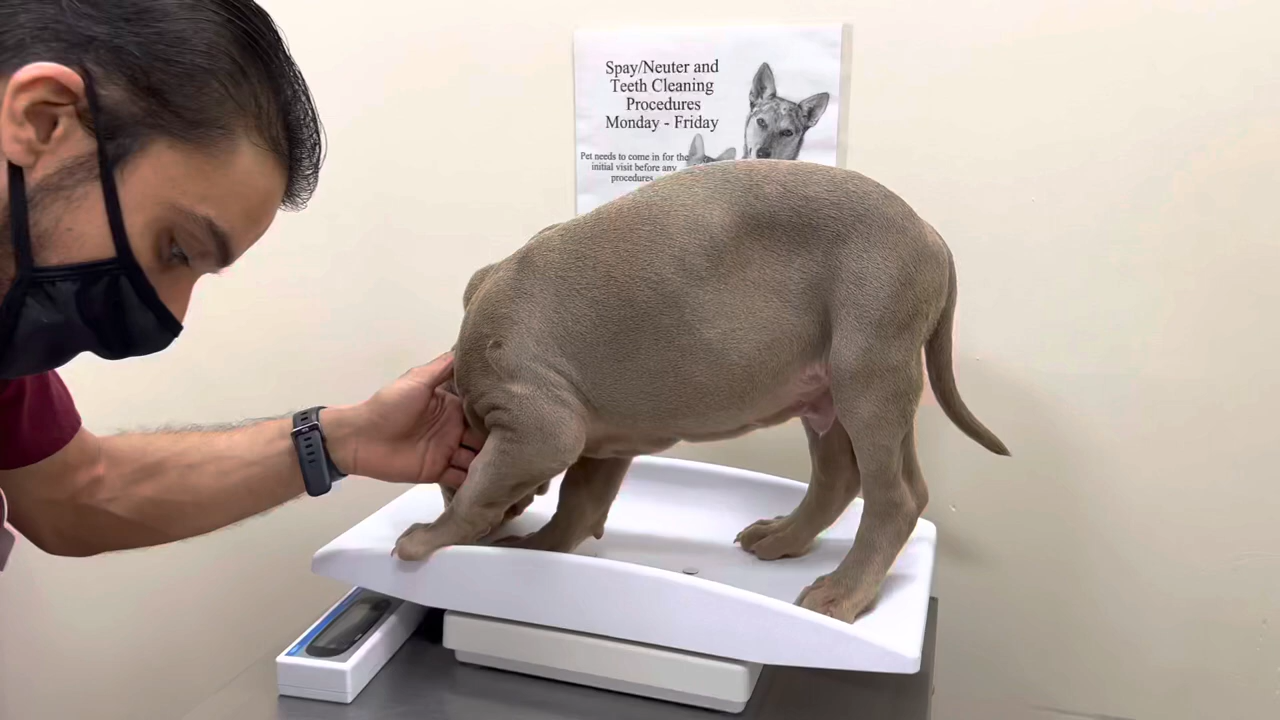 Spay/Neuter and
Teeth Cleaning
Procedures
Monday - Friday
Pet needs to come in for the
initial visit before any
procedures